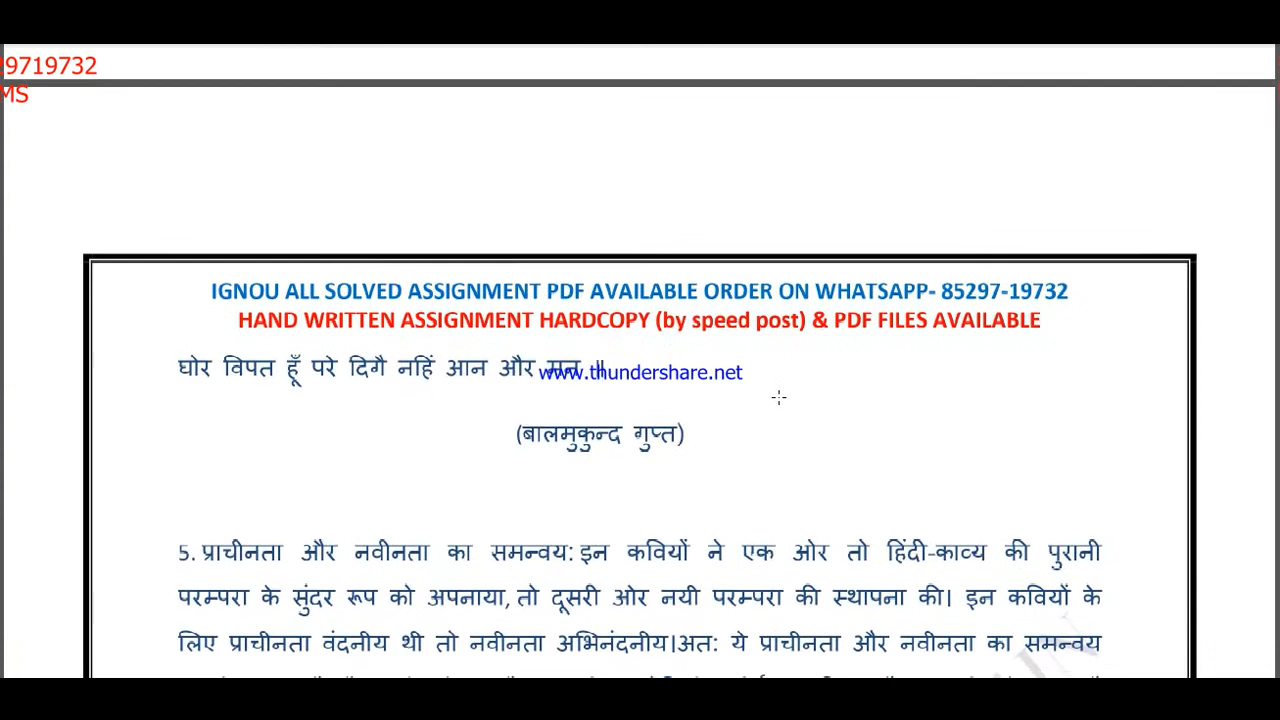 9719732
MS
IGNOU ALL SOLVED ASSIGNMENT PDF AVAILABLE ORDER ON WHATSAPP- 85297-19732
HAND WRITTEN ASSIGNMENT HARDCOPY (by speed post) & PDF FILES AVAILABLE
घोर विपत हूँ परे दिगै नहिं आन और मन ॥
www.thundershare.net
(बालमुकुन्द गुप्त)
5. प्राचीनता और नवीनता का समन्वय: इन कवियों ने एक ओर तो हिंदी-काव्य की पुरानी
परम्परा के सुंदर रूप को अपनाया, तो दूसरी ओर नयी परम्परा की स्थापना की। इन कवियों के
लिए प्राचीनता वंदनीय थी तो नवीनता अभिनंदनीय।अत: ये प्राचीनता और नवीनता का समन्वय